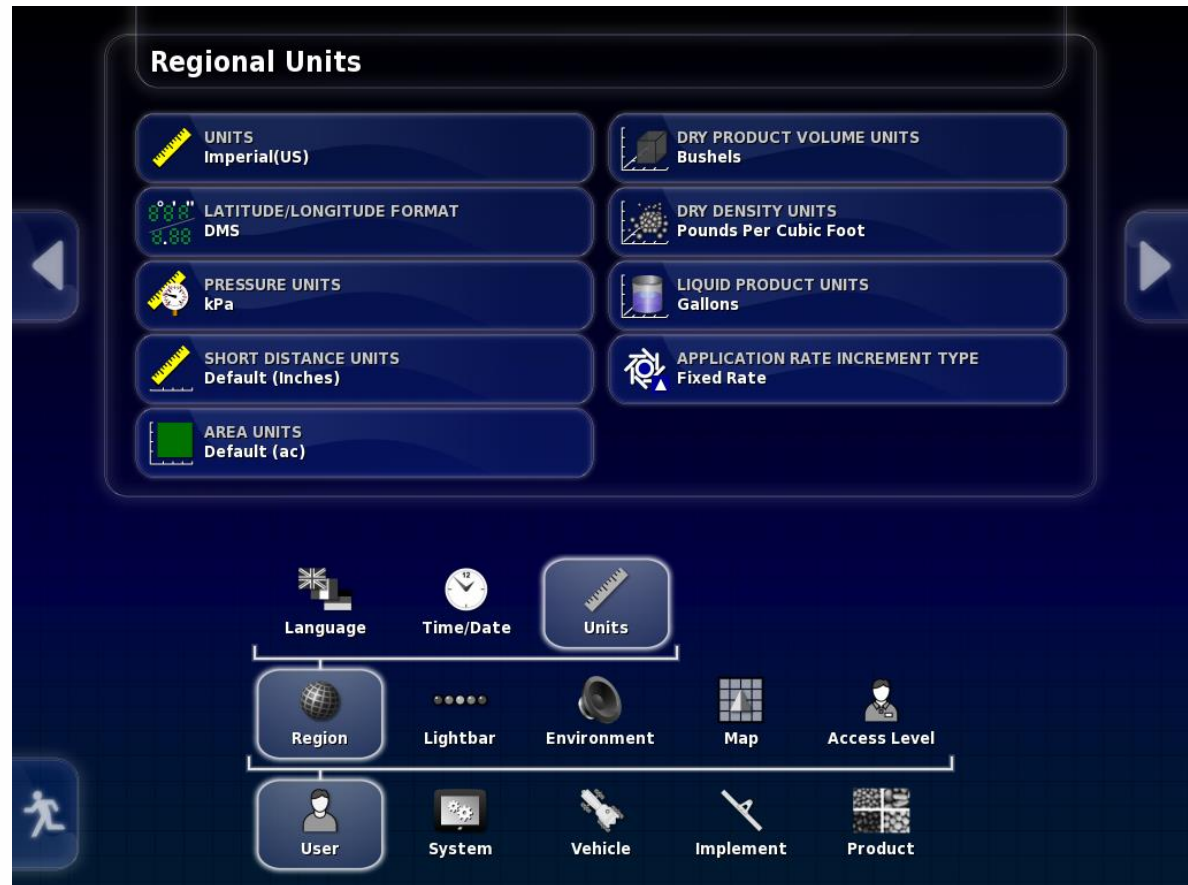 Regional Units
UNITS
Imperial(US)
LATITUDE/LONGITUDE FORMAT
DMS
PRESSURE UNITS
kPa
SHORT DISTANCE UNITS
Default (Inches)
AREA UNITS
Default (ac)
DRY PRODUCT VOLUME UNITS
Bushels
DRY DENSITY UNITS
Pounds Per Cubic Foot
LIQUID PRODUCT UNITS
Gallons
APPLICATION RATE INCREMENT TYPE
Fixed Rate
Language Time/Date Units
Region Lightbar Environment Map Access Level
User System Vehicle Implement Product